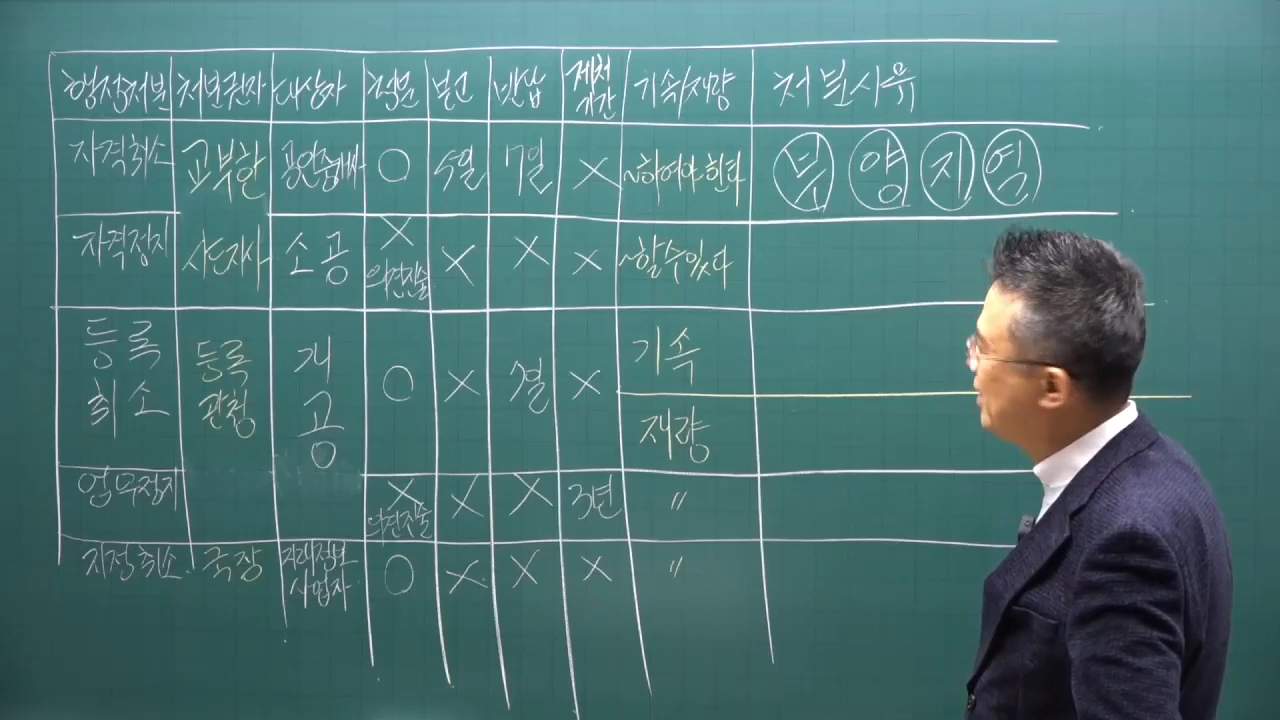 행정처분 처분권자 대상자 청문 보고 반납 제척기간 기속/재량 처분사유
자격취소 교부한 공인중개사 ○ 5일 7일 × ~하여야 한다 부 양 지 업
자격정지 시·도지사 소공 × 의견진술 × × × ~할 수 있다
등록취소 등록관청 개공 ○ × 7일 × 기속
재량
업무정지 × 의견진술 × × 3년 〃
지정취소 국장 거래정보사업자 ○ × × × 〃